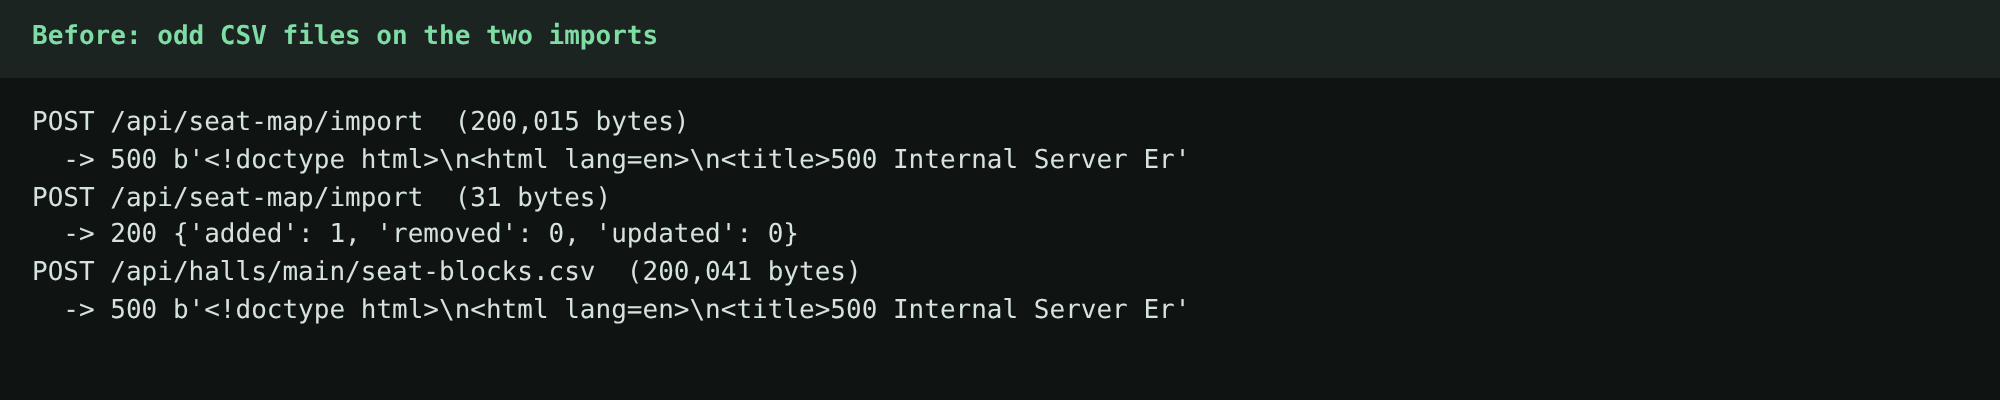 Before: odd CSV files on the two imports
POST /api/seat-map/import  (200,015 bytes)
  -> 500 b'<!doctype html>\n<html lang=en>\n<title>500 Internal Server Er'
POST /api/seat-map/import  (31 bytes)
  -> 200 {'added': 1, 'removed': 0, 'updated': 0}
POST /api/halls/main/seat-blocks.csv  (200,041 bytes)
  -> 500 b'<!doctype html>\n<html lang=en>\n<title>500 Internal Server Er'